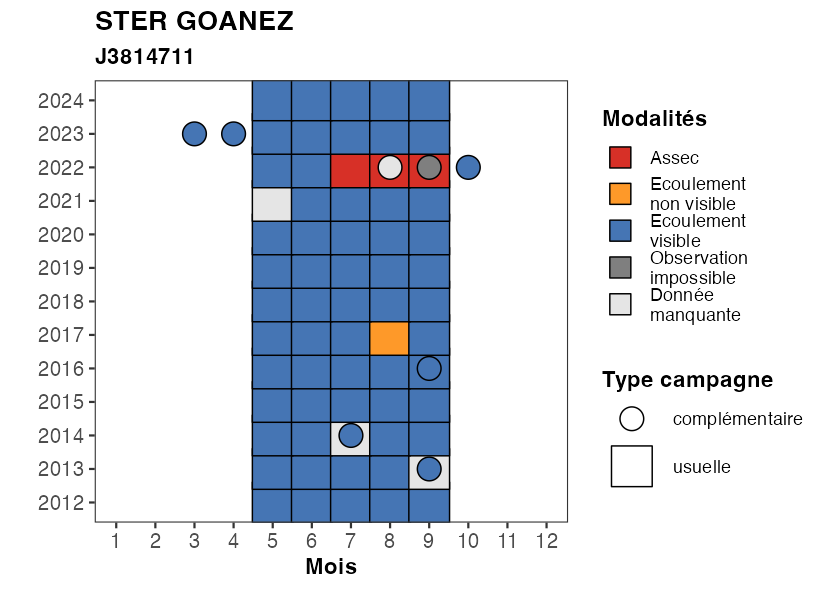 STER GOANEZ
J3814711
2024
2023
2022
2021
2020
2019
2018
2017
2016
2015
2014
2013
2012
1 2 3 4 5 6 7 8 9 10 11 12
Mois
Modalités
Assec
Ecoulement
non visible
Ecoulement
visible
Observation
impossible
Donnée
manquante
Type campagne
complémentaire
usuelle